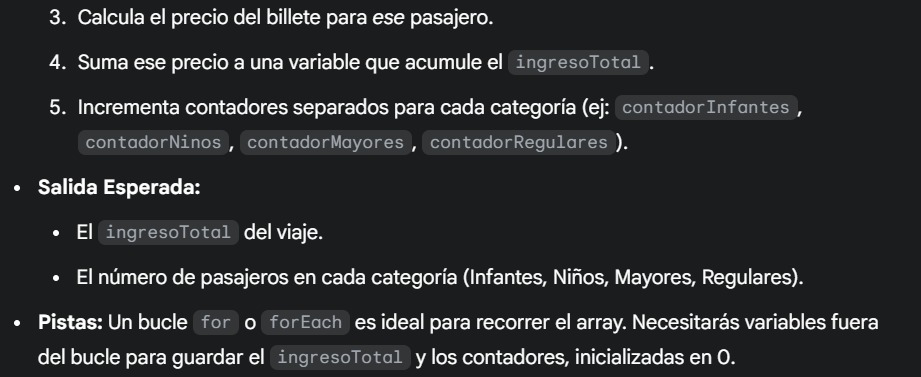 3. Calcula el precio del billete para ese pasajero.
4. Suma ese precio a una variable que acumule el ingresoTotal.
5. Incrementa contadores separados para cada categoría (ej: contadorInfantes,
contadorNinos, contadorMayores, contadorRegulares).
• Salida Esperada:
• El ingresoTotal del viaje.
• El número de pasajeros en cada categoría (Infantes, Niños, Mayores, Regulares).
• Pistas: Un bucle for o forEach es ideal para recorrer el array. Necesitarás variables fuera
del bucle para guardar el ingresoTotal y los contadores, inicializadas en 0.